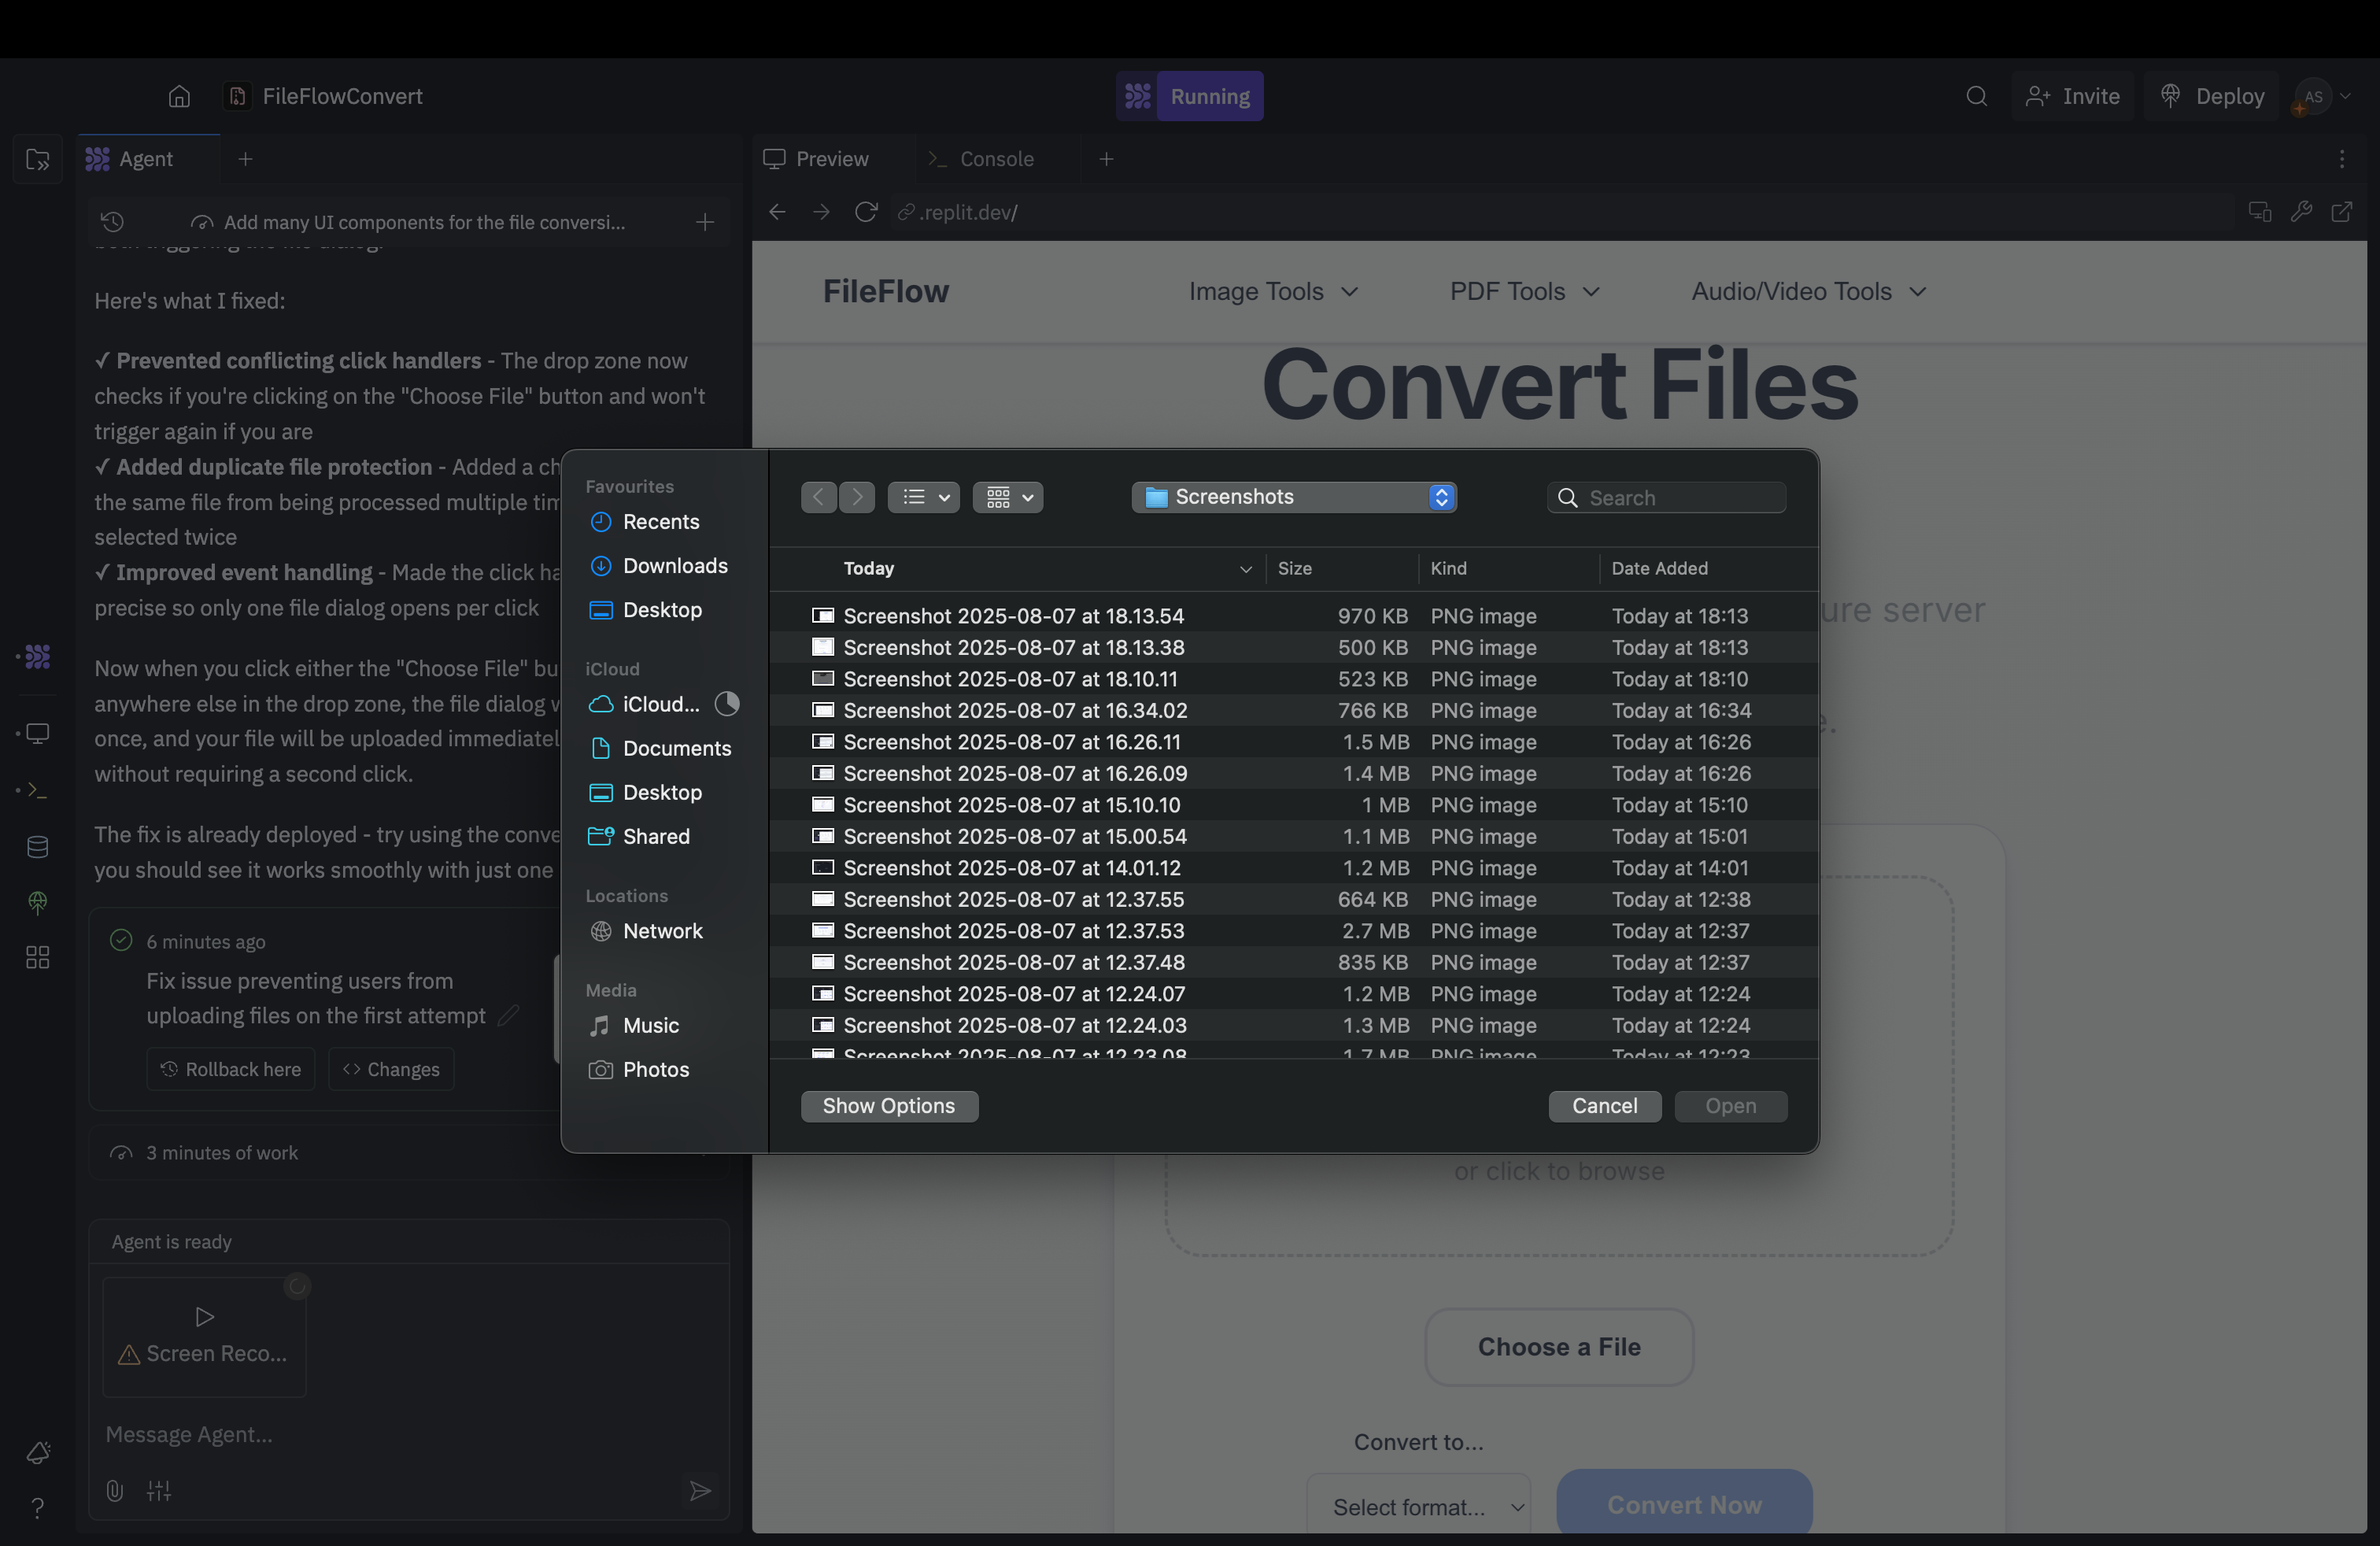 FileFlowConvert
Running
Invite
Deploy
AS
Agent
Preview
Console
Add many UI components for the file conversi...
.replit.dev/
both triggering the file dialog.
Here's what I fixed:
✓ Prevented conflicting click handlers - The drop zone now
checks if you're clicking on the "Choose File" button and won't
trigger again if you are
✓ Added duplicate file protection - Added a ch
the same file from being processed multiple tim
selected twice
✓ Improved event handling - Made the click ha
precise so only one file dialog opens per click
Now when you click either the "Choose File" bu
anywhere else in the drop zone, the file dialog w
once, and your file will be uploaded immediatel
without requiring a second click.
The fix is already deployed - try using the conve
you should see it works smoothly with just one
6 minutes ago
Fix issue preventing users from
uploading files on the first attempt
Rollback here
Changes
3 minutes of work
Agent is ready
Screen Reco...
Message Agent...
FileFlow
Image Tools
PDF Tools
Audio/Video Tools
Convert Files
ure server
e.
Favourites
Recents
Downloads
Desktop
iCloud
iCloud...
Documents
Desktop
Shared
Locations
Network
Media
Music
Photos
Screenshots
Search
Today Size Kind Date Added
Screenshot 2025-08-07 at 18.13.54 970 KB PNG image Today at 18:13
Screenshot 2025-08-07 at 18.13.38 500 KB PNG image Today at 18:13
Screenshot 2025-08-07 at 18.10.11 523 KB PNG image Today at 18:10
Screenshot 2025-08-07 at 16.34.02 766 KB PNG image Today at 16:34
Screenshot 2025-08-07 at 16.26.11 1.5 MB PNG image Today at 16:26
Screenshot 2025-08-07 at 16.26.09 1.4 MB PNG image Today at 16:26
Screenshot 2025-08-07 at 15.10.10 1 MB PNG image Today at 15:10
Screenshot 2025-08-07 at 15.00.54 1.1 MB PNG image Today at 15:01
Screenshot 2025-08-07 at 14.01.12 1.2 MB PNG image Today at 14:01
Screenshot 2025-08-07 at 12.37.55 664 KB PNG image Today at 12:38
Screenshot 2025-08-07 at 12.37.53 2.7 MB PNG image Today at 12:37
Screenshot 2025-08-07 at 12.37.48 835 KB PNG image Today at 12:37
Screenshot 2025-08-07 at 12.24.07 1.2 MB PNG image Today at 12:24
Screenshot 2025-08-07 at 12.24.03 1.3 MB PNG image Today at 12:24
Screenshot 2025-08-07 at 12.23.08 1.7 MB PNG image Today at 12:23
Show Options
Cancel
Open
or click to browse
Choose a File
Convert to...
Select format...
Convert Now